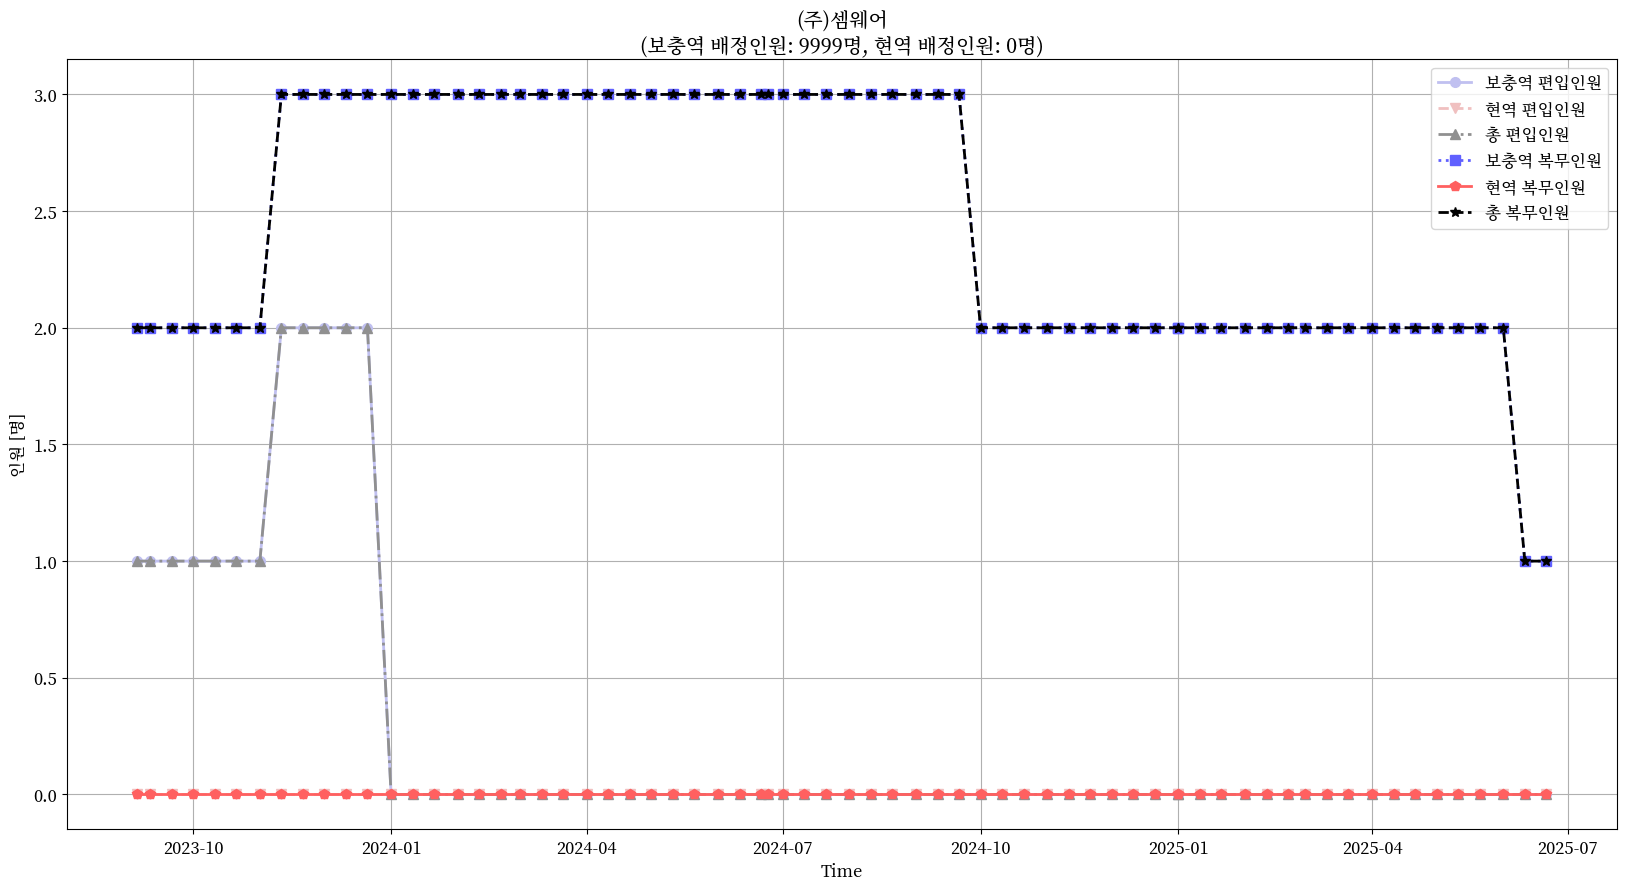 (주)셈웨어
(보충역 배정인원: 9999명, 현역 배정인원: 0명)
보충역 편입인원
현역 편입인원
총 편입인원
보충역 복무인원
현역 복무인원
총 복무인원
인원 [명]
3.0
2.5
2.0
1.5
1.0
0.5
0.0
2023-10
2024-01
2024-04
2024-07
2024-10
2025-01
2025-04
2025-07
Time